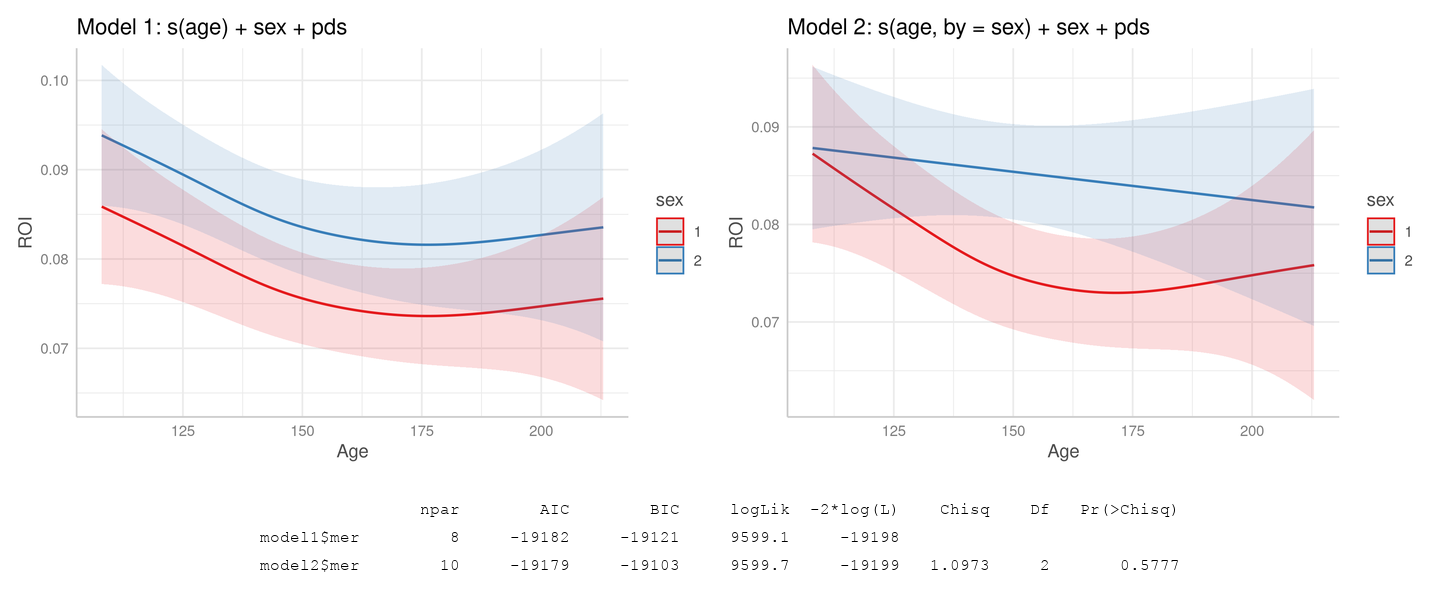 Model 1: s(age) + sex + pds
0.10
0.09
0.08
0.07
ROI
125 150 175 200
Age
sex
1
2
Model 2: s(age, by = sex) + sex + pds
0.09
0.08
0.07
ROI
125 150 175 200
Age
sex
1
2
npar AIC BIC logLik -2*log(L) Chisq Df Pr(>Chisq)
model1$mer 8 -19182 -19121 9599.1 -19198
model2$mer 10 -19179 -19103 9599.7 -19199 1.0973 2 0.5777